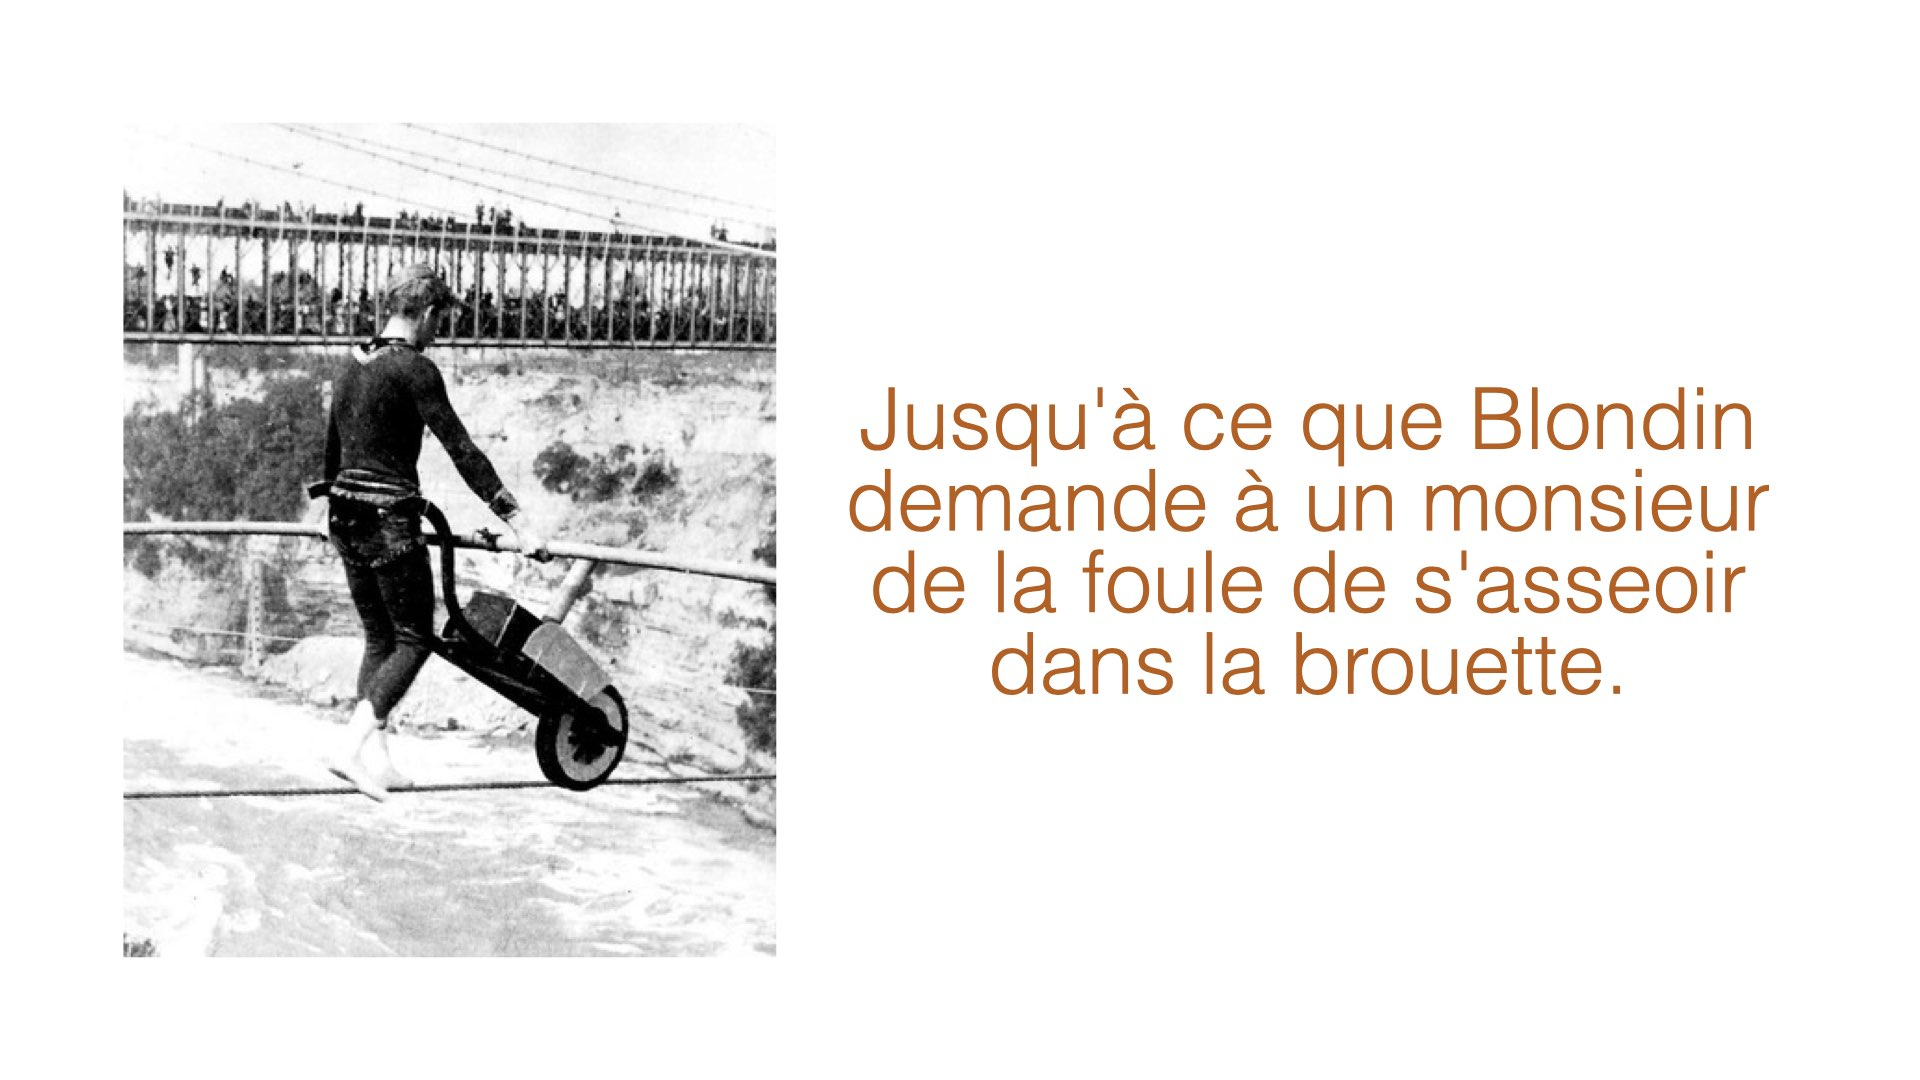 Jusqu'à ce que Blondin
demande à un monsieur
de la foule de s'asseoir
dans la brouette.